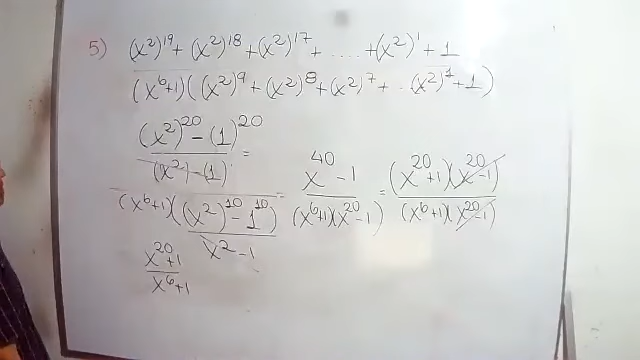 5) (x²)¹⁹ + (x²)¹⁸ + (x²)¹⁷ + ..... + (x²)¹ + 1
(x⁶+1)((x²)⁹ + (x²)⁸ + (x²)⁷ + .. (x²)¹ + 1)
(x²)²⁰ - (1)²⁰
(x²) - (1) =
(x⁶+1)((x²)¹⁰ - 1¹⁰)
x² - 1
x⁴⁰ - 1
(x⁶+1)(x²⁰ - 1)
= (x²⁰+1)(x²⁰-1)
(x⁶+1)(x²⁰-1)
x²⁰+1
x⁶+1